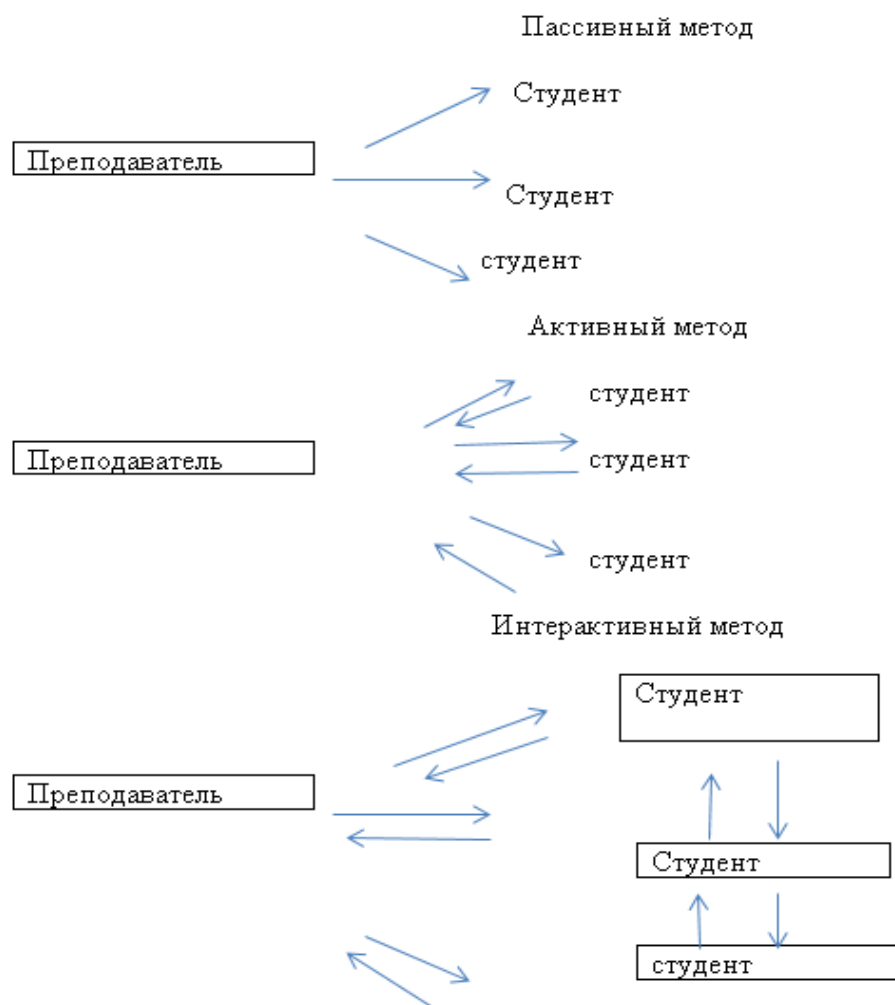 Пассивный метод
Студент
Преподаватель
Студент
студент
Активный метод
студент
Преподаватель
студент
студент
Интерактивный метод
Студент
Преподаватель
Студент
студент